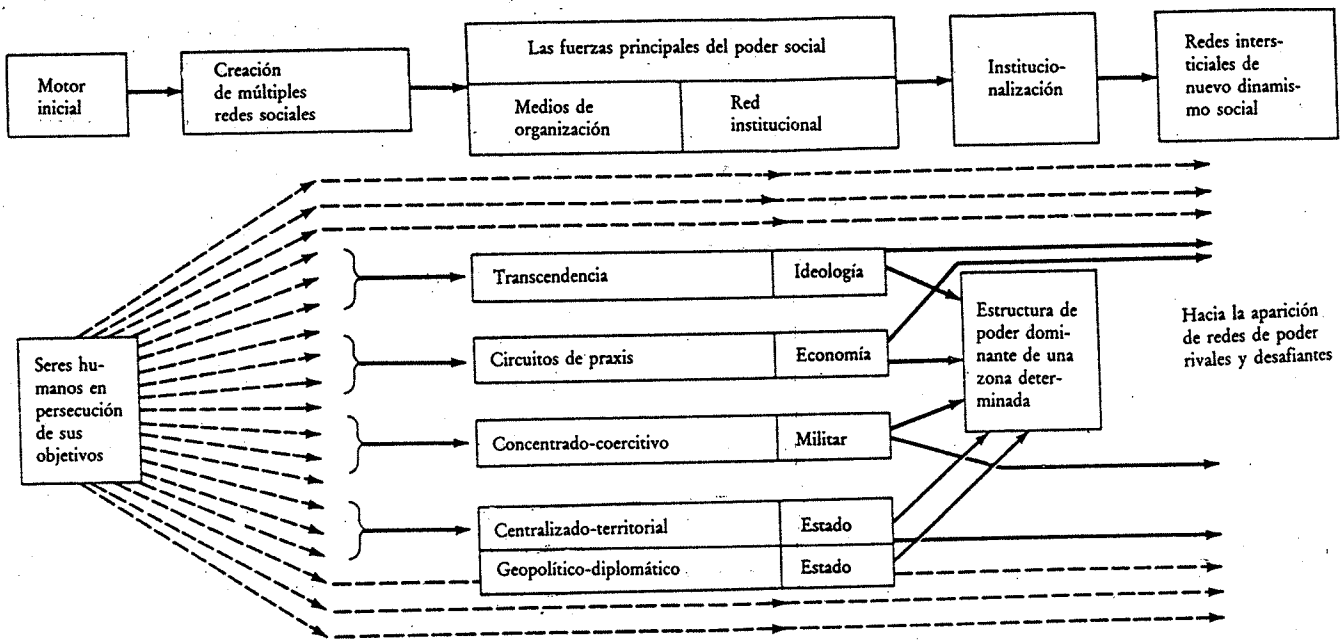 Motor
inicial
Creación
de múltiples
redes sociales
Las fuerzas principales del poder social
Medios de
organización
Red
institucional
Institucio-
nalización
Redes inters-
ticiales de
nuevo dinamis-
mo social
Seres hu-
manos en
persecución
de sus
objetivos
Transcendencia
Ideología
Circuitos de praxis
Economía
Concentrado-coercitivo
Militar
Centralizado-territorial
Estado
Geopolítico-diplomático
Estado
Estructura de
poder domi-
nante de una
zona deter-
minada
Hacia la aparición
de redes de poder
rivales y desafiantes